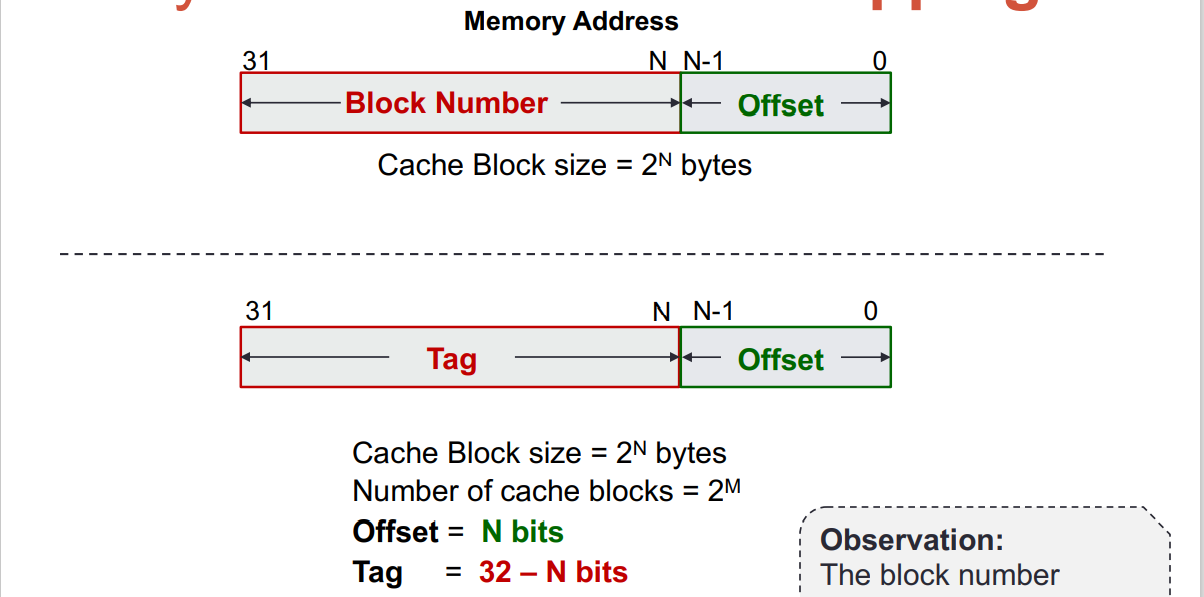 Memory Address
31 N N-1 0
Block Number Offset
Cache Block size = 2ᴺ bytes
31 N N-1 0
Tag Offset
Cache Block size = 2ᴺ bytes
Number of cache blocks = 2ᴹ
Offset = N bits
Tag = 32 – N bits
Observation:
The block number